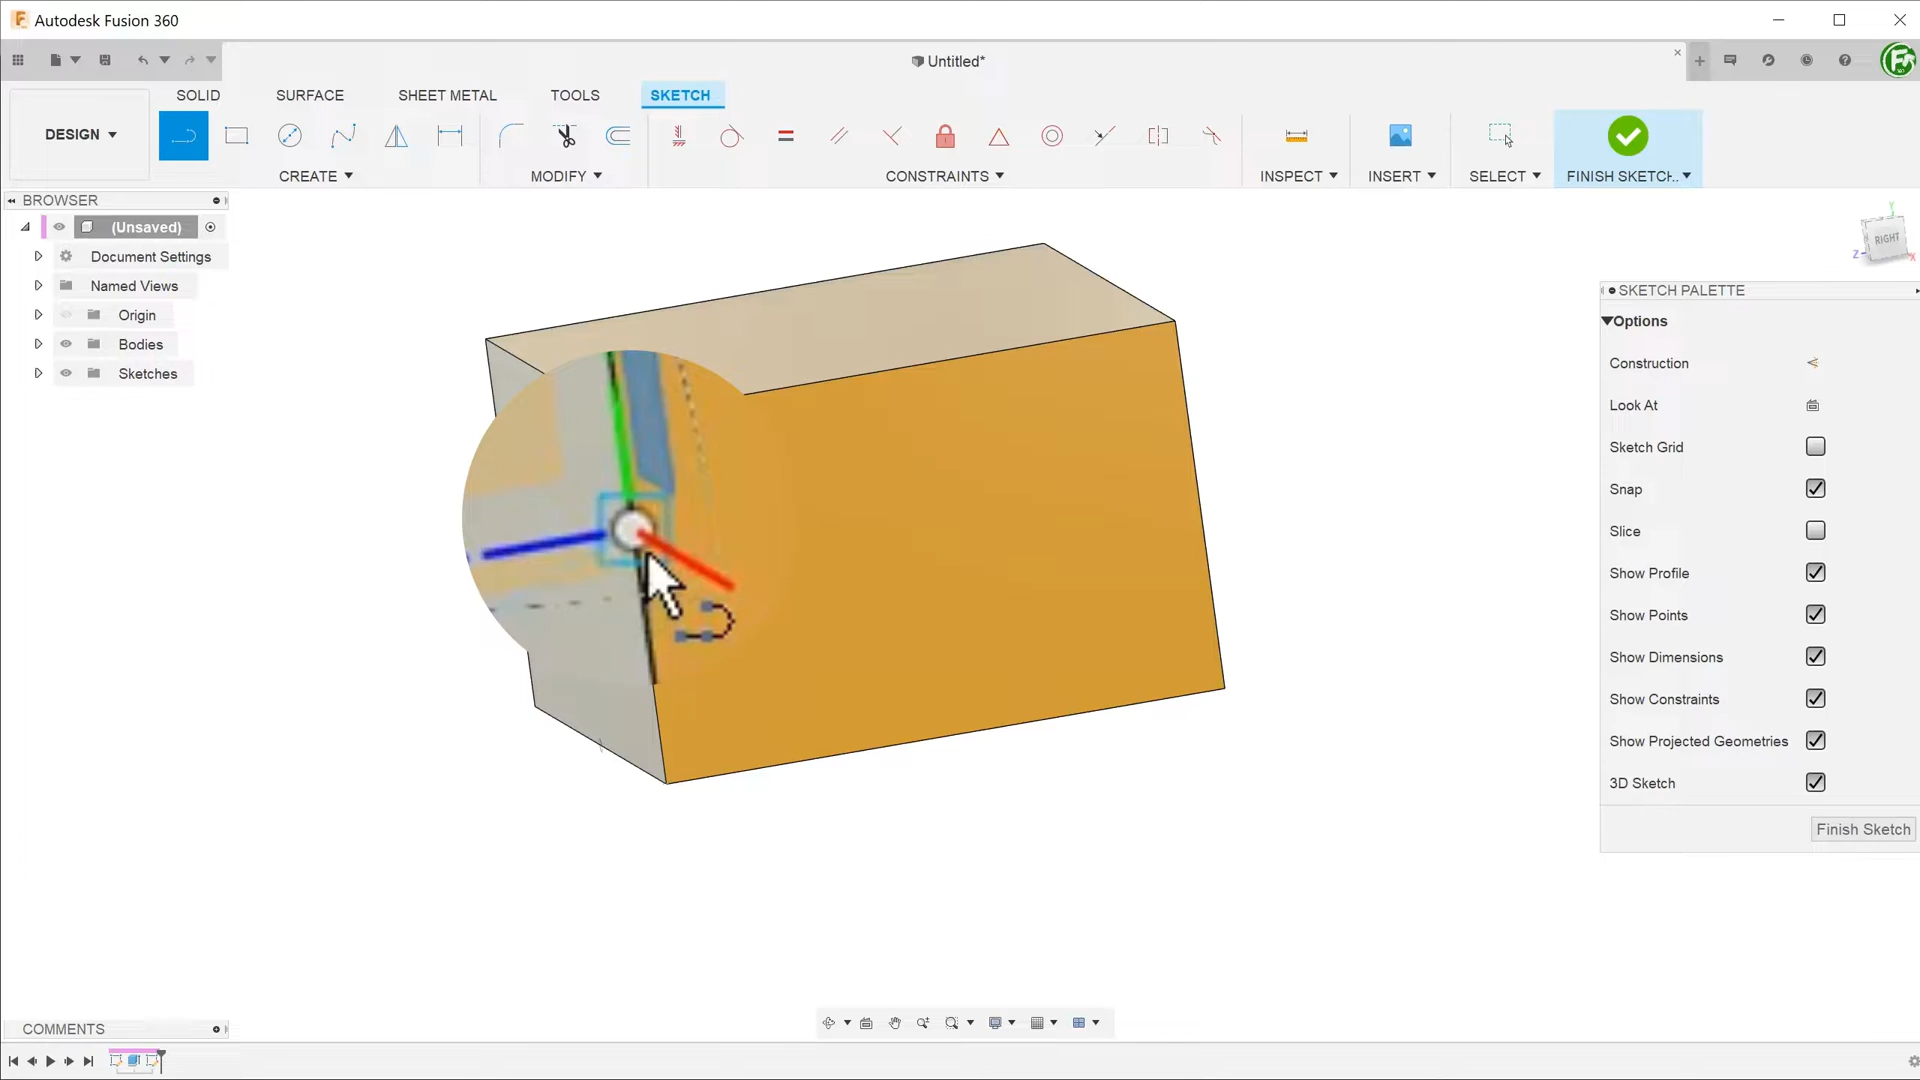 Autodesk Fusion 360
Untitled*
SOLID
SURFACE
SHEET METAL
TOOLS
SKETCH
DESIGN
CREATE
MODIFY
CONSTRAINTS
INSPECT
INSERT
SELECT
FINISH SKETCH..
BROWSER
(Unsaved)
Document Settings
Named Views
Origin
Bodies
Sketches
Y
RIGHT
Z
X
SKETCH PALETTE
Options
Construction
Look At
Sketch Grid
Snap
Slice
Show Profile
Show Points
Show Dimensions
Show Constraints
Show Projected Geometries
3D Sketch
Finish Sketch
COMMENTS